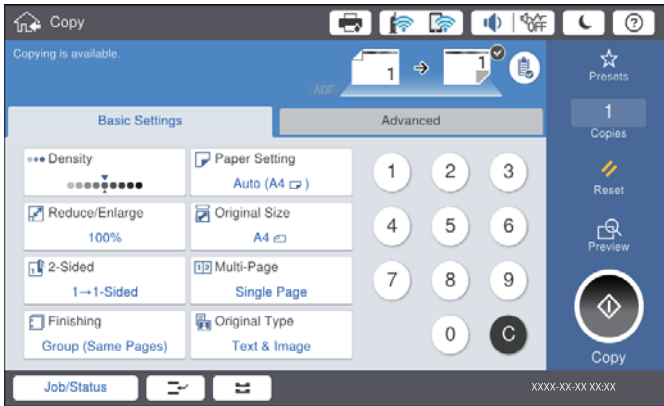 Copy
OFF
?
Copying is available.
ADF
1
1
Presets
Basic Settings
Advanced
1
Copies
Density
Paper Setting
Auto (A4 )
Reduce/Enlarge
100%
Original Size
A4
2-Sided
1→1-Sided
Multi-Page
Single Page
Finishing
Group (Same Pages)
Original Type
Text & Image
1
2
3
4
5
6
7
8
9
0
C
Reset
Preview
Copy
Job/Status
XXXX-XX-XX XX:XX